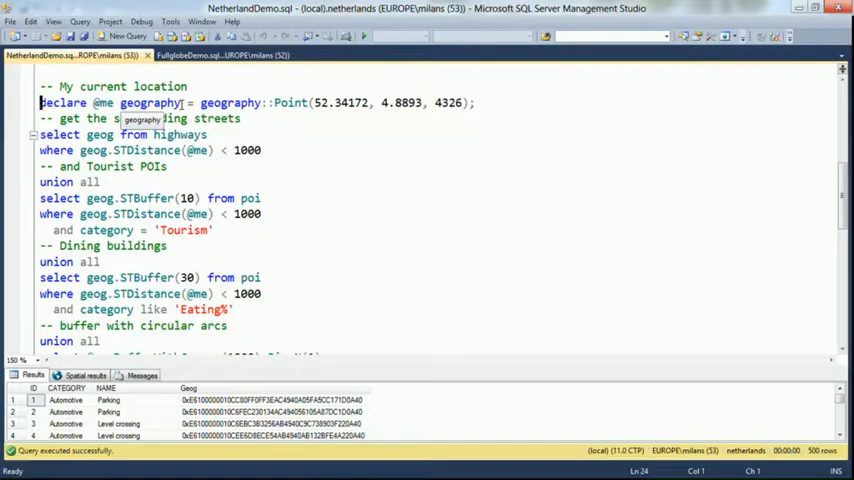 NetherlandDemo.sql - (local).netherlands (EUROPE\milans (53)) - Microsoft SQL Server Management Studio
File Edit View Query Project Debug Tools Window Help
New Query
NetherlandDemo.sq...ROPE\milans (53)) FullglobeDemo.sql...UROPE\milans (52))
-- My current location
declare @me geography = geography::Point(52.34172, 4.8893, 4326);
-- get the s ding streets
geography
select geog from highways
where geog.STDistance(@me) < 1000
-- and Tourist POIs
union all
select geog.STBuffer(10) from poi
where geog.STDistance(@me) < 1000
and category = 'Tourism'
-- Dining buildings
union all
select geog.STBuffer(30) from poi
where geog.STDistance(@me) < 1000
and category like 'Eating%'
-- buffer with circular arcs
union all
150 %
Results Spatial results Messages
ID CATEGORY NAME Geog
1 1 Automotive Parking
2 2 Automotive Parking
3 3 Automotive Level crossing
4 4 Automotive Level crossing
Query executed successfully. (local) (11.0 CTP) EUROPE\milans (53) netherlands 00:00:00 500 rows
Ready Ln 24 Col 1 Ch 1